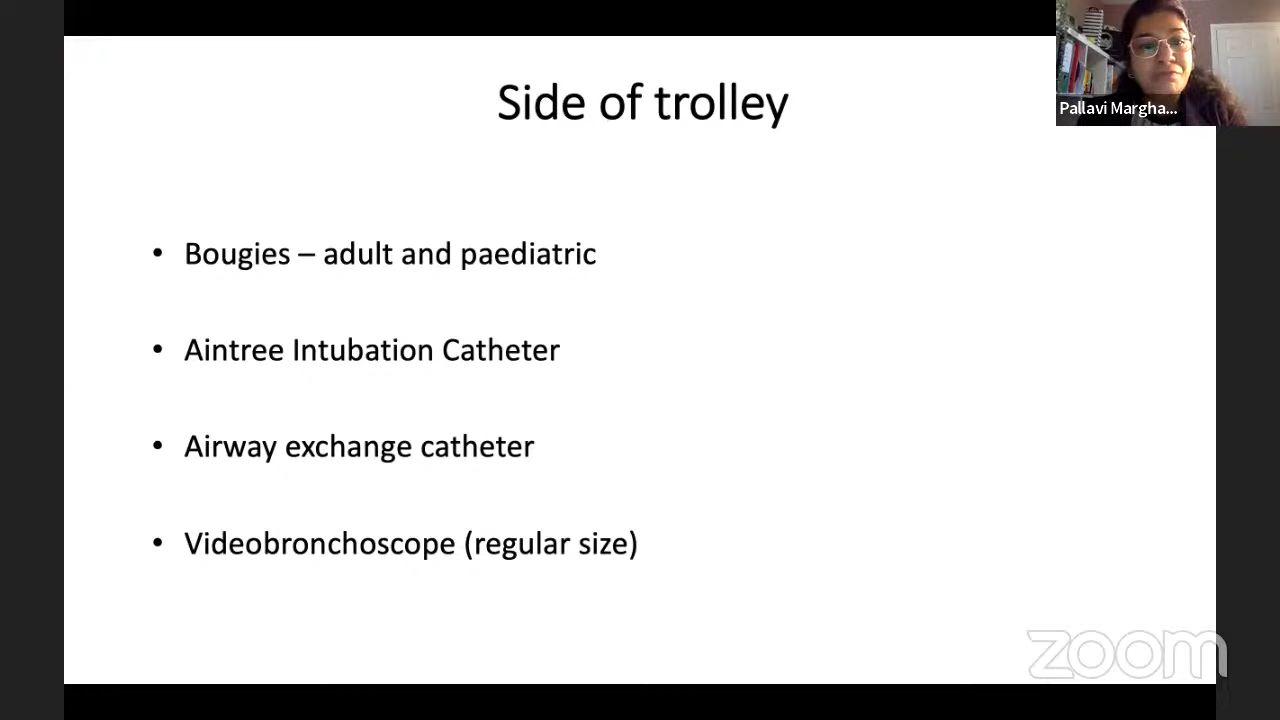 Side of trolley
Pallavi Margha...
• Bougies – adult and paediatric
• Aintree Intubation Catheter
• Airway exchange catheter
• Videobronchoscope (regular size)
zoom